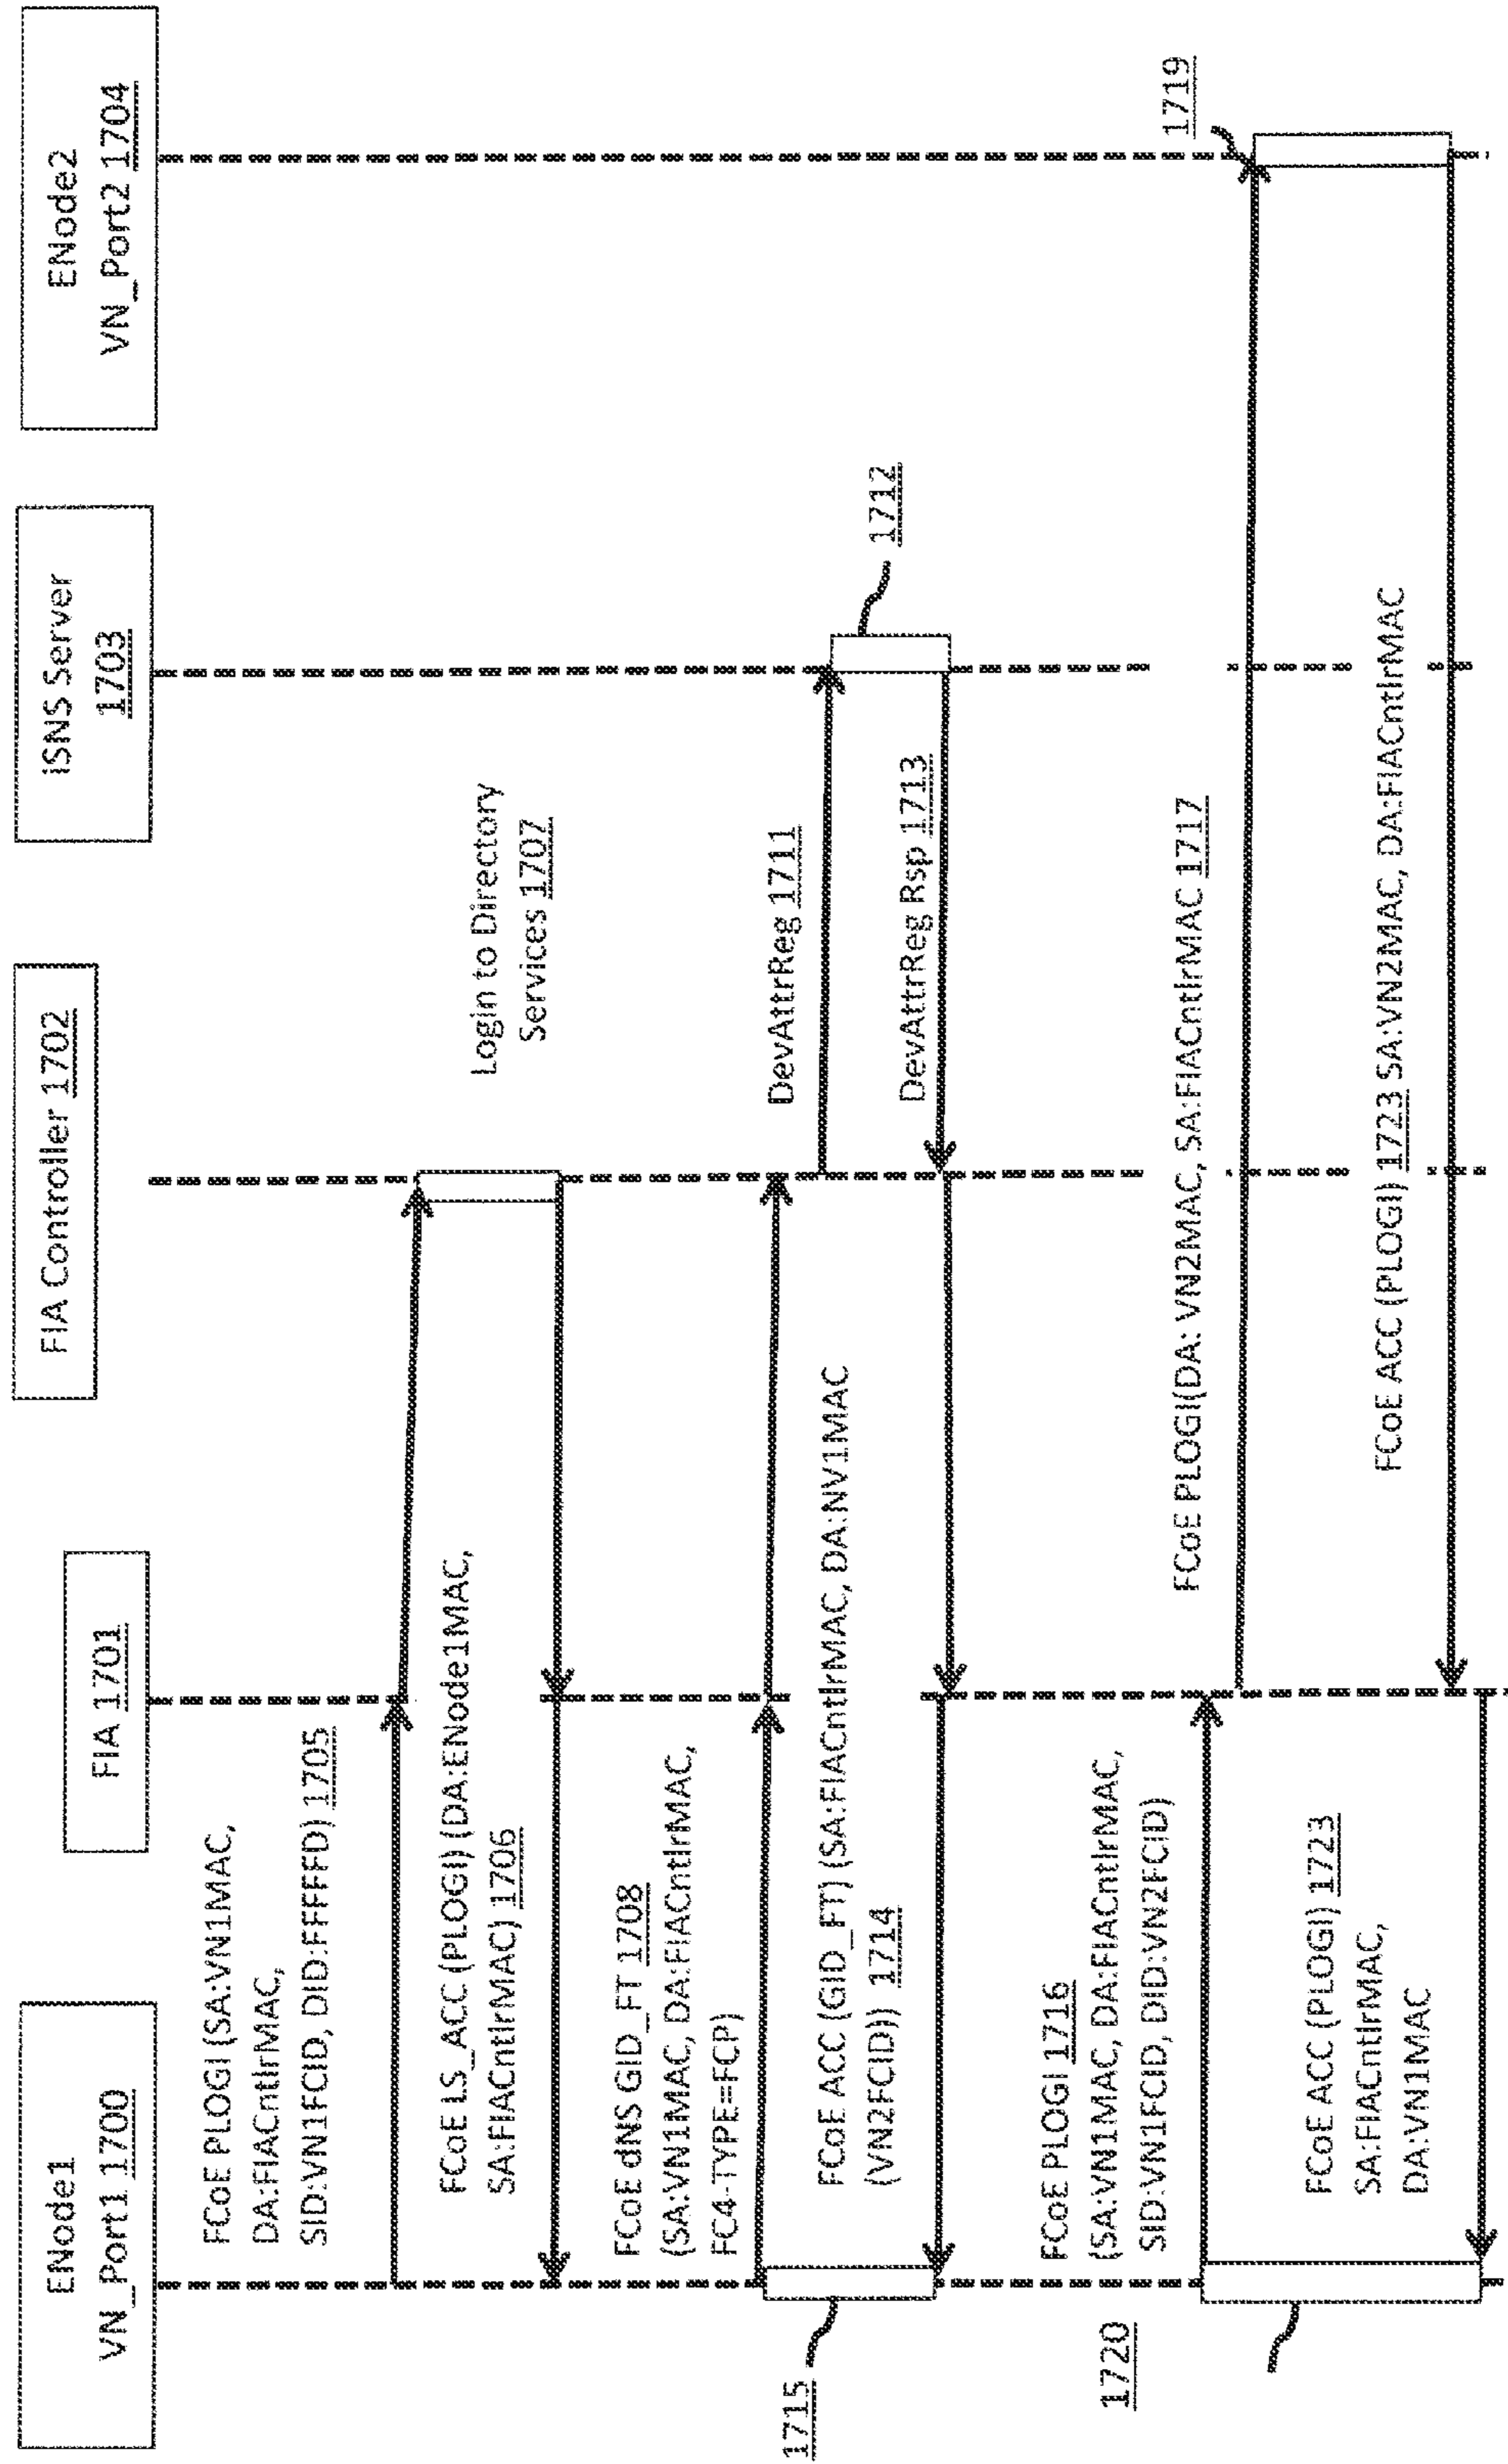 ENode1
VN_Port1 1700
FIA 1701
FIA Controller 1702
iSNS Server
1703
ENode2
VN_Port2 1704
FCoE PLOGI (SA:VN1MAC,
DA:FIACntlrMAC,
SID:VN1FCID, DID:FFFFFD) 1705
FCoE LS_ACC (PLOGI) (DA:ENode1MAC,
SA:FIACntlrMAC) 1706
Login to Directory
Services 1707
FCoE dNS GID_FT 1708
(SA:VN1MAC, DA:FIACntlrMAC,
FC4-TYPE=FCP)
DevAttrReg 1711
1712
DevAttrReg Rsp 1713
FCoE ACC (GID_FT) (SA:FIACntlrMAC, DA:NV1MAC
(VN2FCID)) 1714
1715
FCoE PLOGI 1716
(SA:VN1MAC, DA:FIACntlrMAC,
SID:VN1FCID, DID:VN2FCID)
FCoE PLOGI(DA: VN2MAC, SA:FIACntlrMAC 1717
1719
1720
FCoE ACC (PLOGI) 1723
SA:FIACntlrMAC,
DA:VN1MAC
FCoE ACC (PLOGI) 1723 SA:VN2MAC, DA:FIACntlrMAC